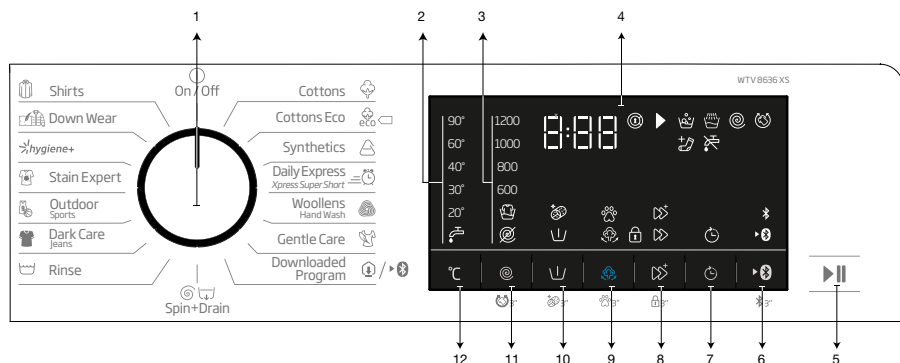 1
2
3
4
WTV 8636 XS
On / Off
Shirts
Down Wear
hygiene+
Stain Expert
Outdoor
Sports
Dark Care
Jeans
Rinse
Spin+Drain
Cottons
Cottons Eco
eco
Synthetics
Daily Express
Xpress Super Short
Woollens
Hand Wash
Gentle Care
Downloaded
Program
/
90° 1200 8:88
60° 1000
40° 800
30° 600
20°
°C
3"
3"
3"
3"
3"
12
11
10
9
8
7
6
5